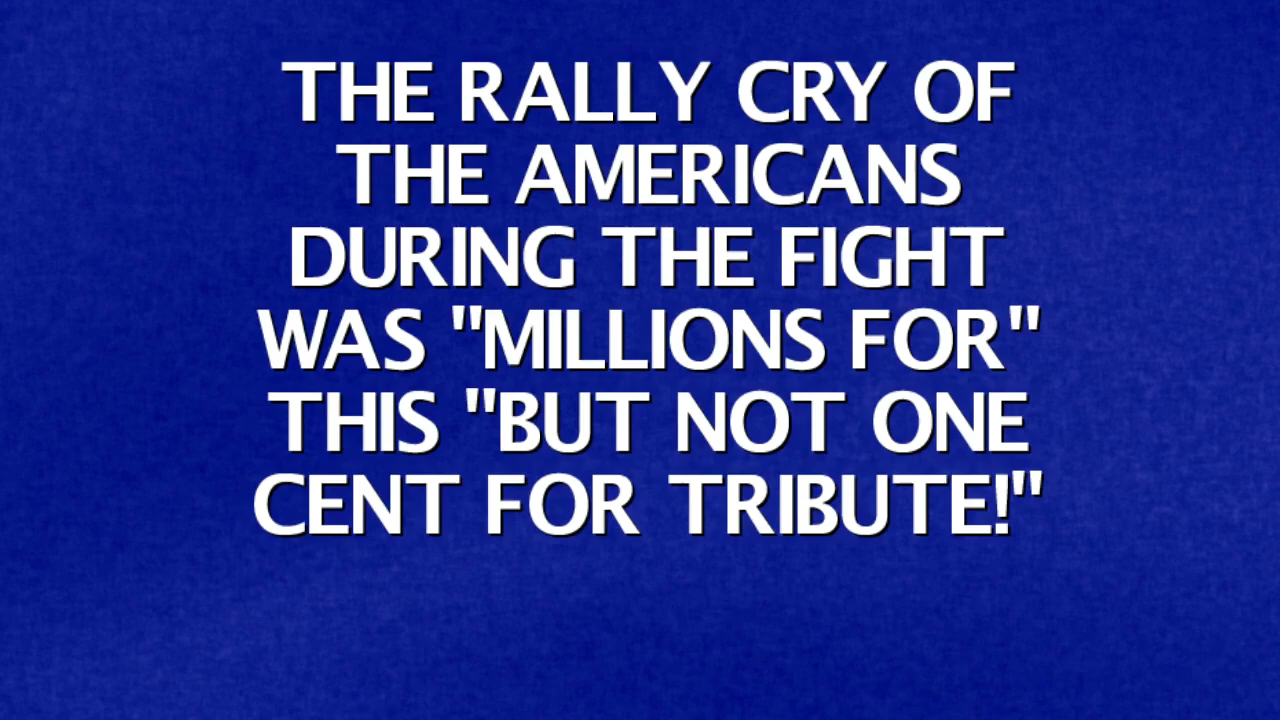 THE RALLY CRY OF
THE AMERICANS
DURING THE FIGHT
WAS "MILLIONS FOR"
THIS "BUT NOT ONE
CENT FOR TRIBUTE!"